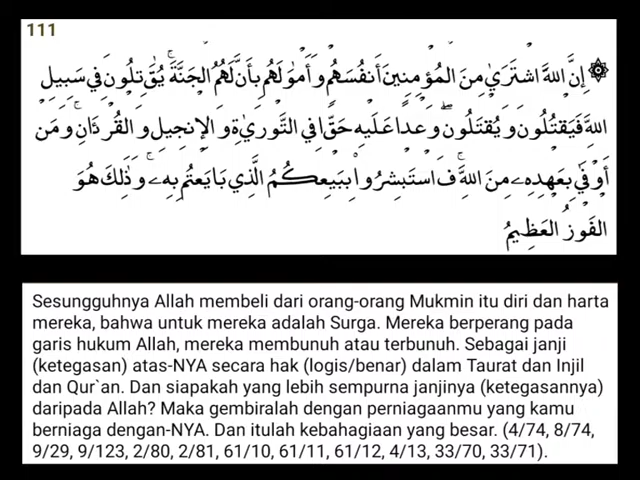 111
۞ إِنَّ اللَّهَ اشْتَرَىٰ مِنَ الْمُؤْمِنِينَ أَنفُسَهُمْ وَأَمْوَٰلَهُم بِأَنَّ لَهُمُ الْجَنَّةَ ۚ يُقَٰتِلُونَ فِي سَبِيلِ
اللَّهِ فَيَقْتُلُونَ وَيُقْتَلُونَ ۖ وَعْدًا عَلَيْهِ حَقًّا فِي التَّوْرَىٰةِ وَالْإِنجِيلِ وَالْقُرْءَانِ ۚ وَمَنْ
أَوْفَىٰ بِعَهْدِهِۦ مِنَ اللَّهِ ۚ فَاسْتَبْشِرُوا۟ بِبَيْعِكُمُ الَّذِي بَايَعْتُم بِهِۦ ۚ وَذَٰلِكَ هُوَ
الْفَوْزُ الْعَظِيمُ
Sesungguhnya Allah membeli dari orang-orang Mukmin itu diri dan harta
mereka, bahwa untuk mereka adalah Surga. Mereka berperang pada
garis hukum Allah, mereka membunuh atau terbunuh. Sebagai janji
(ketegasan) atas-NYA secara hak (logis/benar) dalam Taurat dan Injil
dan Qur`an. Dan siapakah yang lebih sempurna janjinya (ketegasannya)
daripada Allah? Maka gembiralah dengan perniagaanmu yang kamu
berniaga dengan-NYA. Dan itulah kebahagiaan yang besar. (4/74, 8/74,
9/29, 9/123, 2/80, 2/81, 61/10, 61/11, 61/12, 4/13, 33/70, 33/71).